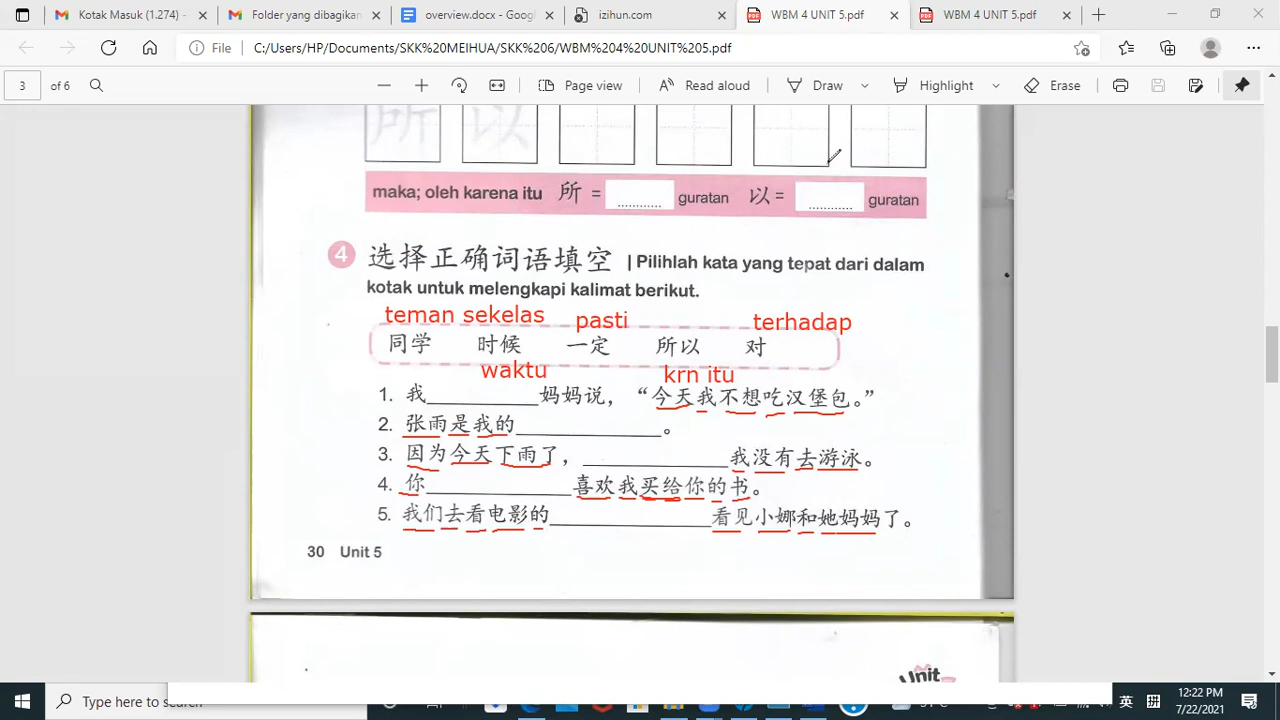 Kotak Masuk (1.274) -
Folder yang dibagikan
overview.docx - Googl
izihun.com
WBM 4 UNIT 5.pdf
WBM 4 UNIT 5.pdf
File
C:/Users/HP/Documents/SKK%20MEIHUA/SKK%206/WBM%204%20UNIT%205.pdf
3 of 6
Page view
Read aloud
Draw
Highlight
Erase
所 以
maka; oleh karena itu 所 = ............ guratan 以 = ............ guratan
4 选择正确词语填空 | Pilihlah kata yang tepat dari dalam
kotak untuk melengkapi kalimat berikut.
teman sekelas pasti terhadap
同学 时候 一定 所以 对
waktu krn itu
1. 我__________妈妈说，“今天我不想吃汉堡包。”
2. 张雨是我的_____________。
3. 因为今天下雨了，_____________我没有去游泳。
4. 你_____________喜欢我买给你的书。
5. 我们去看电影的______________看见小娜和她妈妈了。
30 Unit 5
Unit
Type here to search
英
12:22 PM
7/22/2021